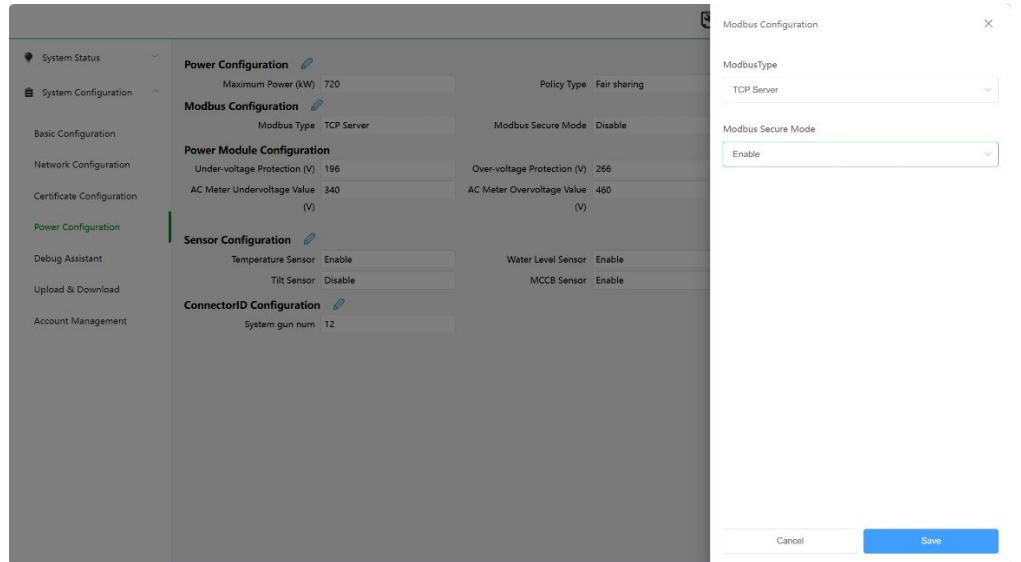 Modbus Configuration
System Status
System Configuration
Basic Configuration
Network Configuration
Certificate Configuration
Power Configuration
Debug Assistant
Upload & Download
Account Management
Power Configuration
Maximum Power (kW) 720 Policy Type Fair sharing
Modbus Configuration
Modbus Type TCP Server Modbus Secure Mode Disable
Power Module Configuration
Under-voltage Protection (V) 196 Over-voltage Protection (V) 266
AC Meter Undervoltage Value (V) 340 AC Meter Overvoltage Value (V) 460
Sensor Configuration
Temperature Sensor Enable Water Level Sensor Enable
Tilt Sensor Disable MCCB Sensor Enable
ConnectorID Configuration
System gun num 12
ModbusType
TCP Server
Modbus Secure Mode
Enable
Cancel Save